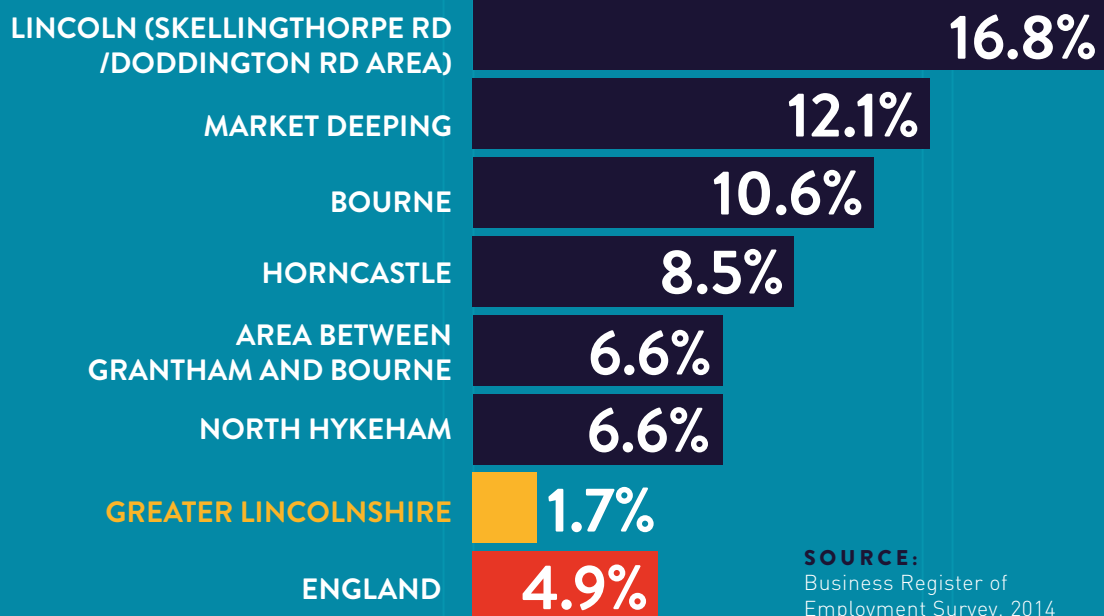 LINCOLN (SKELLINGTHORPE RD
/DODDINGTON RD AREA)
16.8%
MARKET DEEPING
12.1%
BOURNE
10.6%
HORNCASTLE
8.5%
AREA BETWEEN
GRANTHAM AND BOURNE
6.6%
NORTH HYKEHAM
6.6%
GREATER LINCOLNSHIRE
1.7%
ENGLAND
4.9%
SOURCE:
Business Register of
Employment Survey, 2014